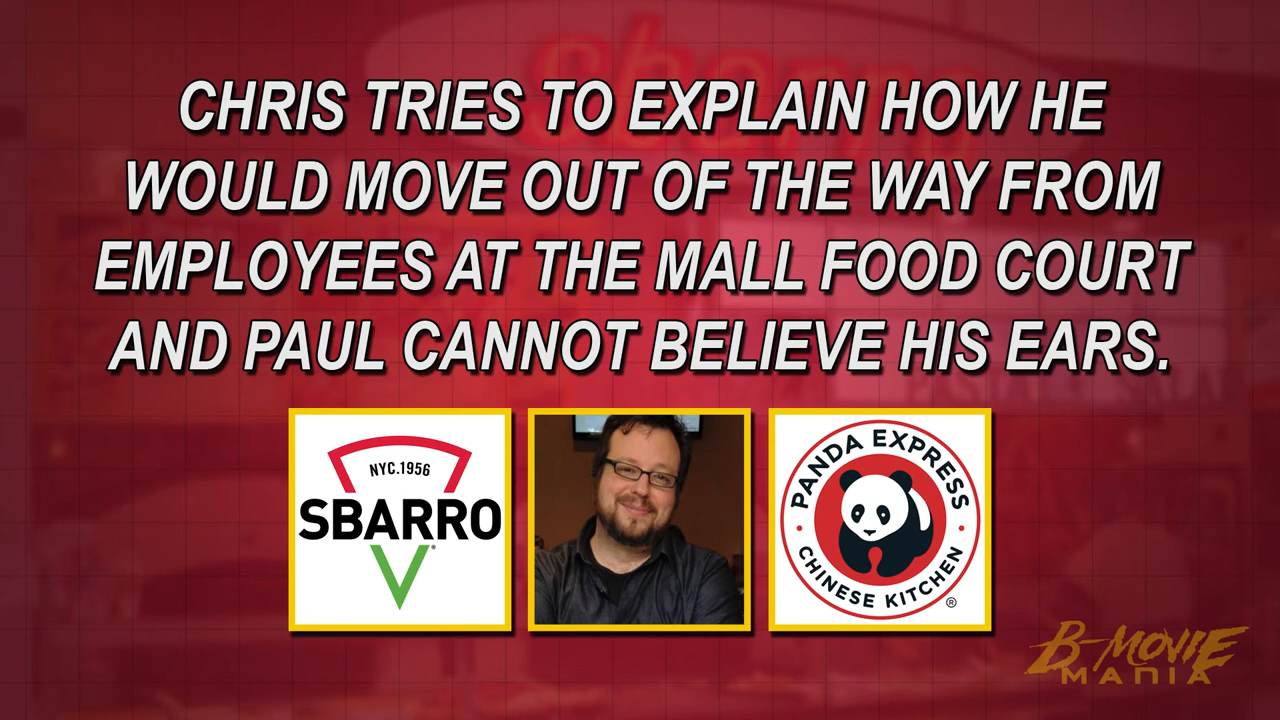 CHRIS TRIES TO EXPLAIN HOW HE
WOULD MOVE OUT OF THE WAY FROM
EMPLOYEES AT THE MALL FOOD COURT
AND PAUL CANNOT BELIEVE HIS EARS.
NYC.1956
SBARRO
PANDA EXPRESS
CHINESE KITCHEN
®
B-MOVIE
MANIA